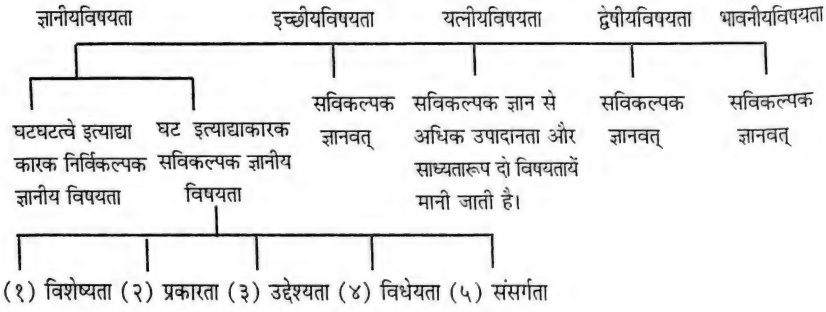 ज्ञानीयविषयता इच्छीयविषयता यत्नीयविषयता द्वेषीयविषयता भावनीयविषयता
घटघटत्वे इत्याद्या
कारक निर्विकल्पक
ज्ञानीय विषयता
घट इत्याद्याकारक
सविकल्पक ज्ञानीय
विषयता
सविकल्पक
ज्ञानवत्
सविकल्पक ज्ञान से
अधिक उपादानता और
साध्यतारूप दो विषयतायें
मानी जाती है।
सविकल्पक
ज्ञानवत्
सविकल्पक
ज्ञानवत्
(१) विशेष्यता (२) प्रकारता (३) उद्देश्यता (४) विधेयता (५) संसर्गता